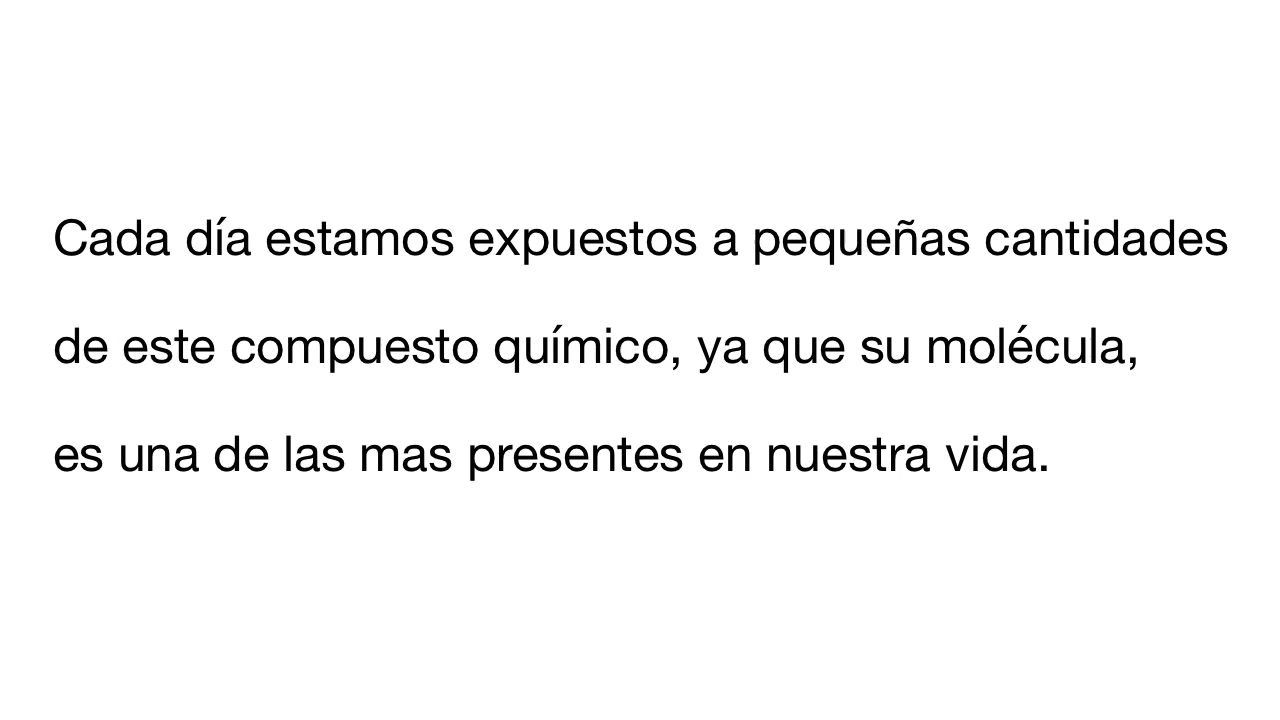 Cada día estamos expuestos a pequeñas cantidades
de este compuesto químico, ya que su molécula,
es una de las mas presentes en nuestra vida.